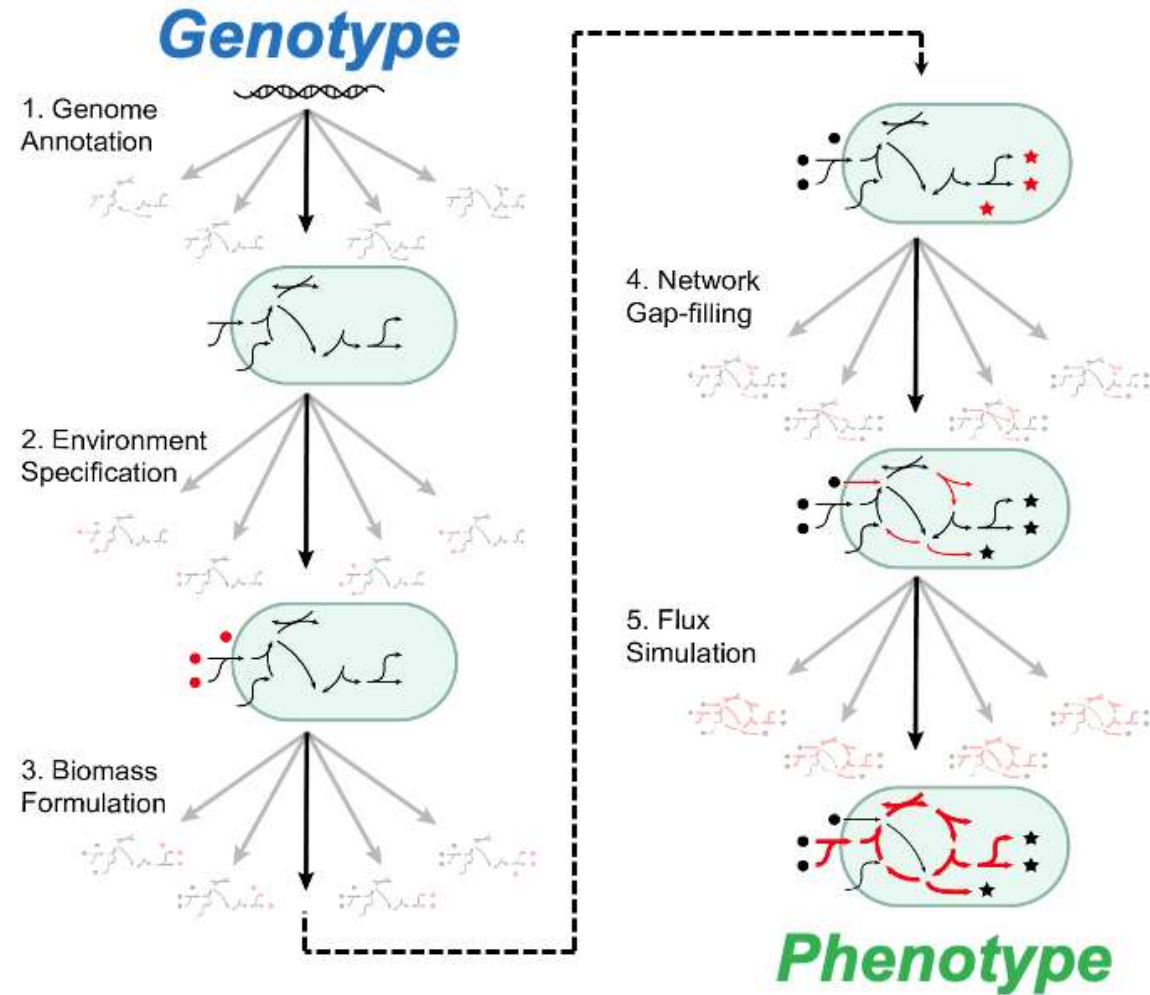 Genotype
1. Genome
Annotation
2. Environment
Specification
3. Biomass
Formulation
4. Network
Gap-filling
5. Flux
Simulation
Phenotype